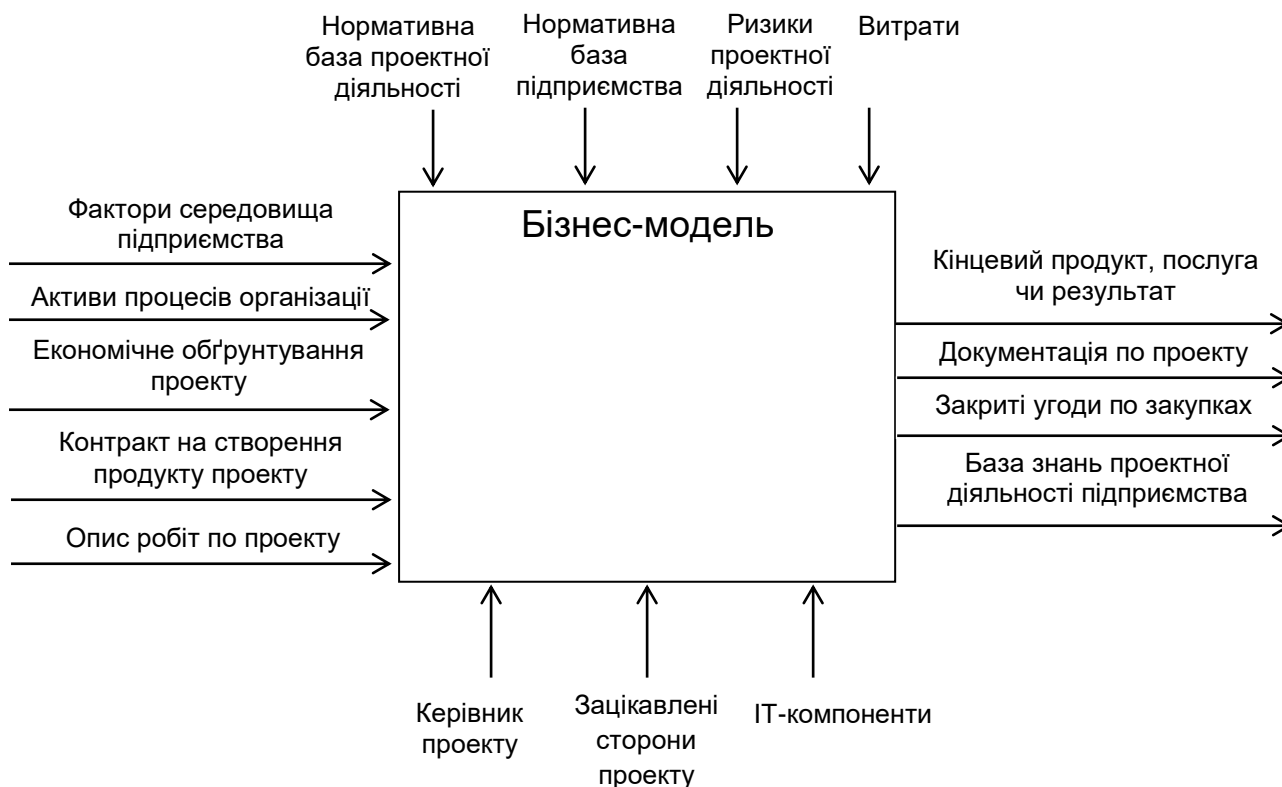 Нормативна
база проектної
діяльності
Нормативна
база
підприємства
Ризики
проектної
діяльності
Витрати
Бізнес-модель
Фактори середовища
підприємства
Активи процесів організації
Економічне обґрунтування
проекту
Контракт на створення
продукту проекту
Опис робіт по проекту
Кінцевий продукт, послуга
чи результат
Документація по проекту
Закриті угоди по закупках
База знань проектної
діяльності підприємства
Керівник
проекту
Зацікавлені
сторони
проекту
ІТ-компоненти